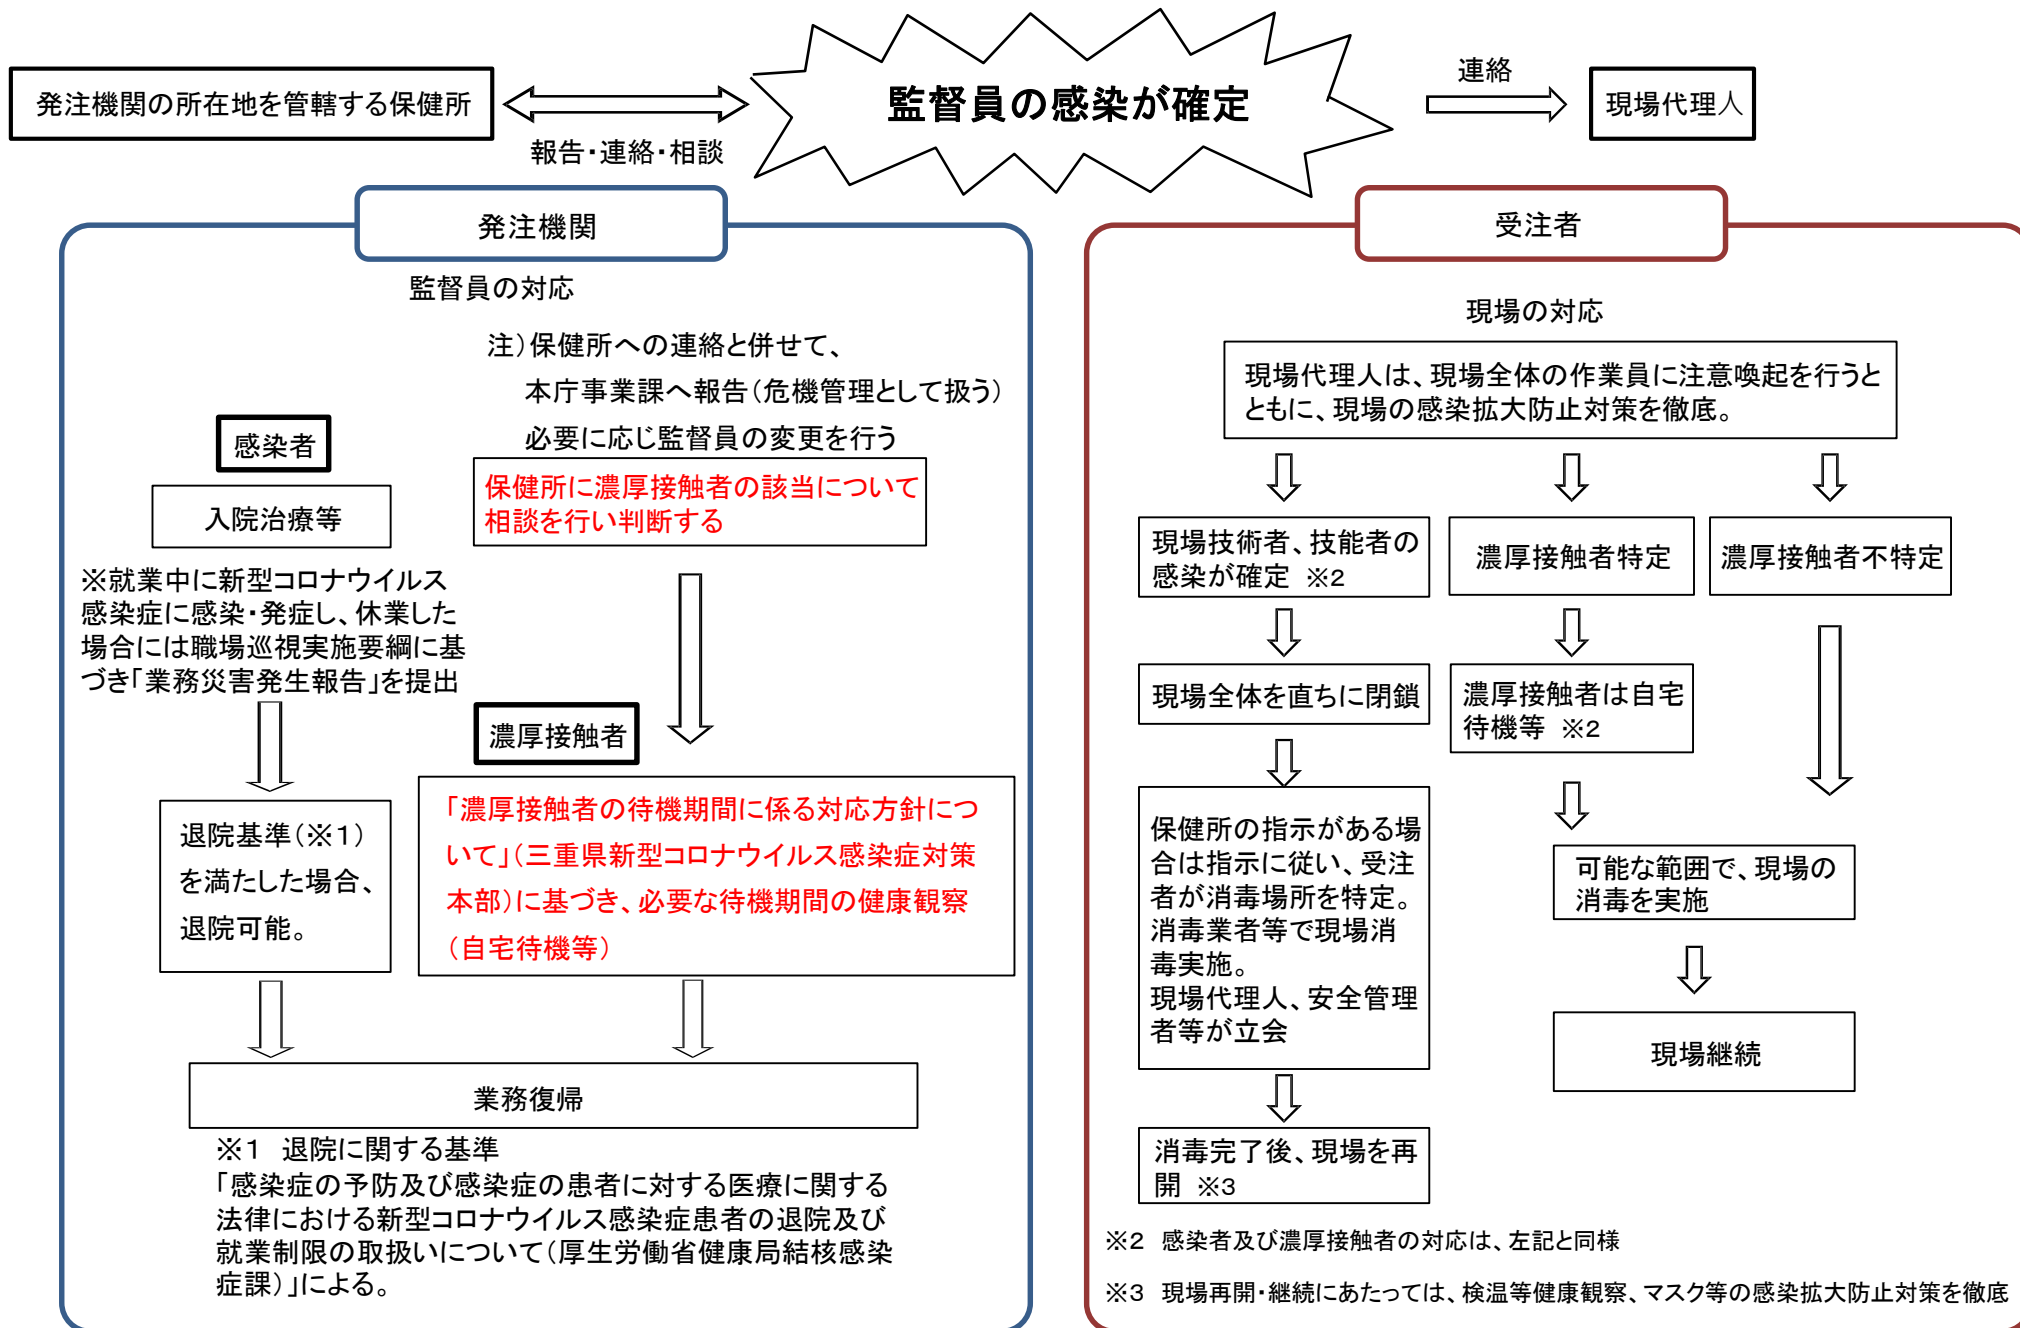 監督員の感染が確定
発注機関の所在地を管轄する保健所
報告・連絡・相談
連絡
現場代理人
発注機関
監督員の対応
注）保健所への連絡と併せて、
本庁事業課へ報告（危機管理として扱う）
必要に応じ監督員の変更を行う
感染者
入院治療等
※就業中に新型コロナウイルス
感染症に感染・発症し、休業した
場合には職場巡視実施要綱に基
づき「業務災害発生報告」を提出
保健所に濃厚接触者の該当について
相談を行い判断する
濃厚接触者
退院基準（※１）
を満たした場合、
退院可能。
「濃厚接触者の待機期間に係る対応方針につ
いて」（三重県新型コロナウイルス感染症対策
本部）に基づき、必要な待機期間の健康観察
（自宅待機等）
業務復帰
※１　退院に関する基準
「感染症の予防及び感染症の患者に対する医療に関する
法律における新型コロナウイルス感染症患者の退院及び
就業制限の取扱いについて（厚生労働省健康局結核感染
症課）」による。
受注者
現場の対応
現場代理人は、現場全体の作業員に注意喚起を行うと
ともに、現場の感染拡大防止対策を徹底。
現場技術者、技能者の
感染が確定　※２
現場全体を直ちに閉鎖
保健所の指示がある場
合は指示に従い、受注
者が消毒場所を特定。
消毒業者等で現場消
毒実施。
現場代理人、安全管理
者等が立会
消毒完了後、現場を再
開　※３
濃厚接触者特定
濃厚接触者は自宅
待機等　※２
濃厚接触者不特定
可能な範囲で、現場の
消毒を実施
現場継続
※２　感染者及び濃厚接触者の対応は、左記と同様
※３　現場再開・継続にあたっては、検温等健康観察、マスク等の感染拡大防止対策を徹底